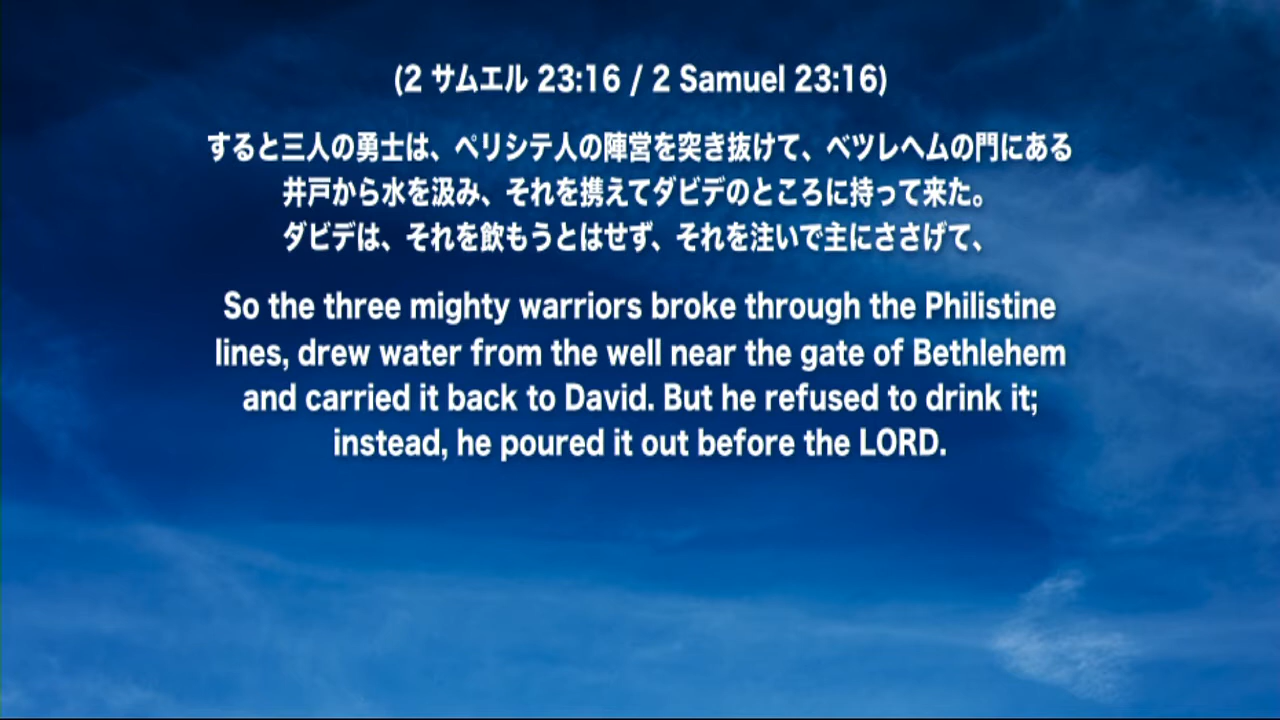 (2 サムエル 23:16 / 2 Samuel 23:16)
すると三人の勇士は、ペリシテ人の陣営を突き抜けて、ベツレヘムの門にある
井戸から水を汲み、それを携えてダビデのところに持って来た。
ダビデは、それを飲もうとはせず、それを注いで主にささげて、
So the three mighty warriors broke through the Philistine
lines, drew water from the well near the gate of Bethlehem
and carried it back to David. But he refused to drink it;
instead, he poured it out before the LORD.